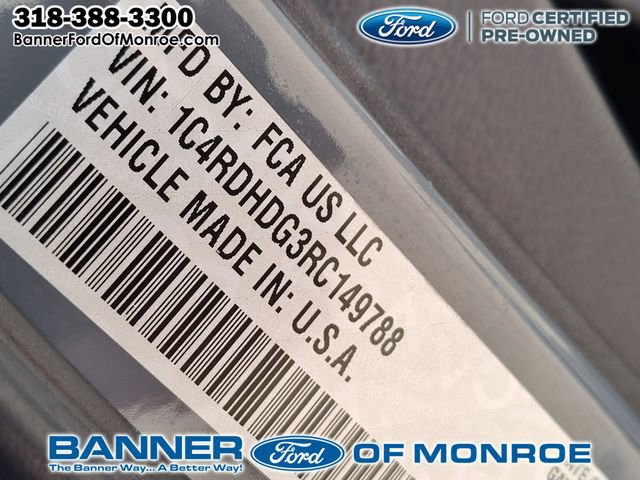 318-388-3300
BannerFordOfMonroe.com
Ford
FORD CERTIFIED
PRE-OWNED
FD BY: FCA US LLC
VIN: 1C4RDHDG3RC149788
VEHICLE MADE IN: U.S.A.
BANNER Ford OF MONROE
The Banner Way... A Better Way!